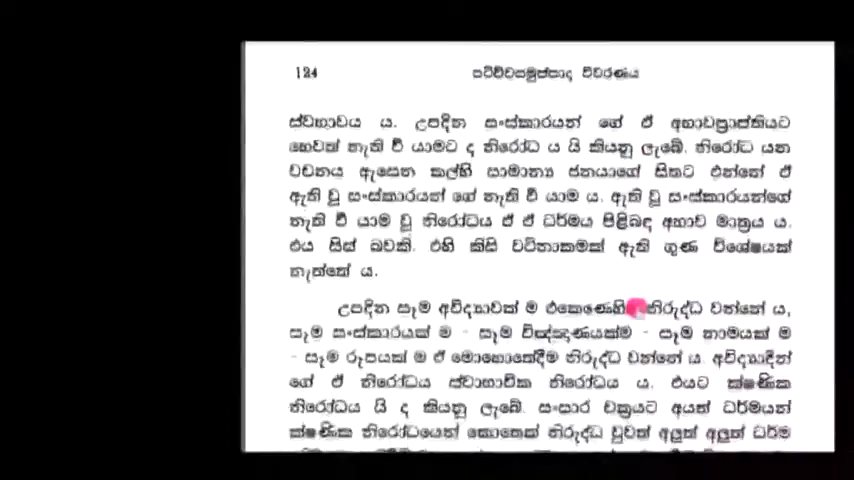 124 පටිච්චසමුප්පාද විවරණය
ස්වභාවය ය. උපදින සංස්කාරයන් ගේ ඒ අභාවප්‍රාප්තියට
හෙවත් නැති වී යාමට ද නිරෝධ ය යි කියනු ලැබේ. නිරෝධ යන
වචනය ඇසෙන කල්හි සාමාන්‍ය ජනයාගේ සිතට එන්නේ ඒ
ඇති වූ සංස්කාරයන් ගේ නැති වී යාම ය. ඇති වූ සංස්කාරයන්ගේ
නැති වී යාම වූ නිරෝධය ඒ ඒ ධර්මය පිළිබඳ අභාව මාත්‍රය ය.
එය සිස් බවකි. එහි කිසි වටිනාකමක් ඇති ගුණ විශේෂයක්
නැත්තේ ය.
උපදින සෑම අවිද්‍යාවක් ම එකෙණෙහි නිරුද්ධ වන්නේ ය,
සෑම සංස්කාරයක් ම - සෑම විඤ්ඤණයක්ම - සෑම නාමයක් ම
- සෑම රූපයක් ම ඒ මොහොතේදීම නිරුද්ධ වන්නේ ය. අවිද්‍යාදීන්
ගේ ඒ නිරෝධය ස්වාභාවික නිරෝධය ය. එයට ක්ෂණික
නිරෝධය යි ද කියනු ලැබේ. සංසාර චක්‍රයට අයත් ධර්මයන්
ක්ෂණික නිරෝධයෙන් කොතෙක් නිරුද්ධ වුවත් අලුත් අලුත් ධර්ම